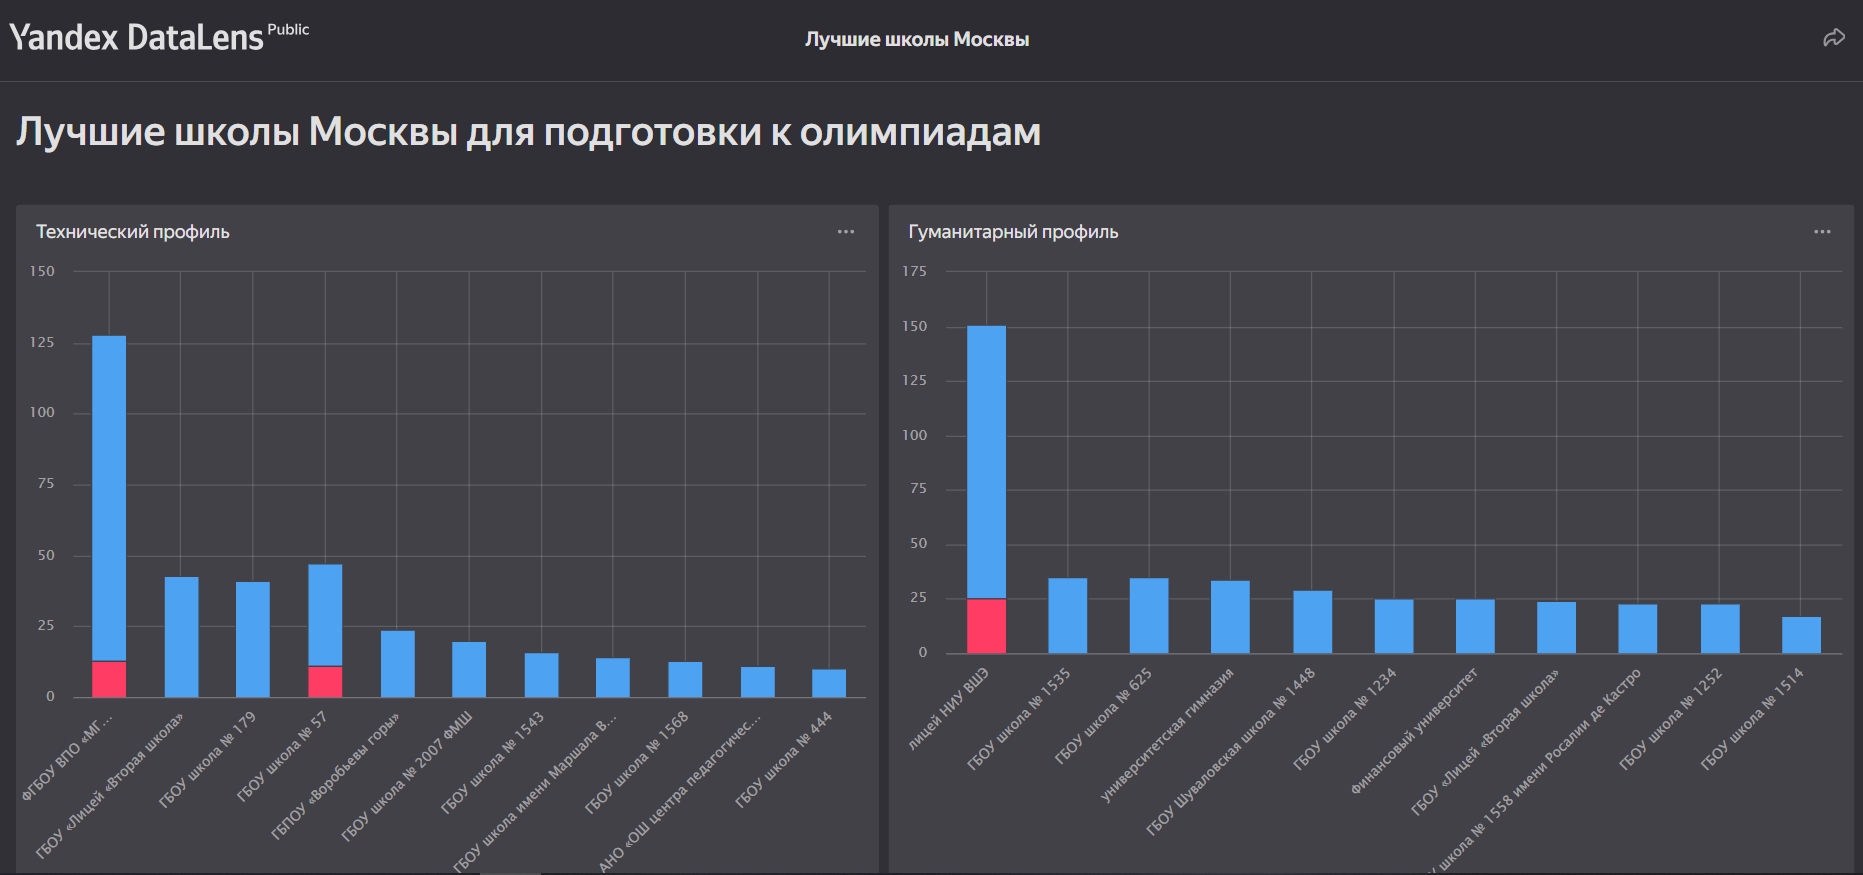 Yandex DataLens Public
Лучшие школы Москвы
Лучшие школы Москвы для подготовки к олимпиадам
Технический профиль
150
125
100
75
50
25
0
ФГБОУ ВПО «МГ...
ГБОУ «Лицей «Вторая школа»
ГБОУ школа № 179
ГБОУ школа № 57
ГБПОУ «Воробьевы горы»
ГБОУ школа № 2007 ФМШ
ГБОУ школа № 1543
ГБОУ школа имени Маршала В...
ГБОУ школа № 1568
АНО «ОШ центра педагогичес...
ГБОУ школа № 444
Гуманитарный профиль
175
150
125
100
75
50
25
0
лицей НИУ ВШЭ
ГБОУ школа № 1535
ГБОУ школа № 625
университетская гимназия
ГБОУ Шуваловская школа № 1448
ГБОУ школа № 1234
Финансовый университет
ГБОУ «Лицей «Вторая школа»
школа № 1558 имени Росалии де Кастро
ГБОУ школа № 1252
ГБОУ школа № 1514